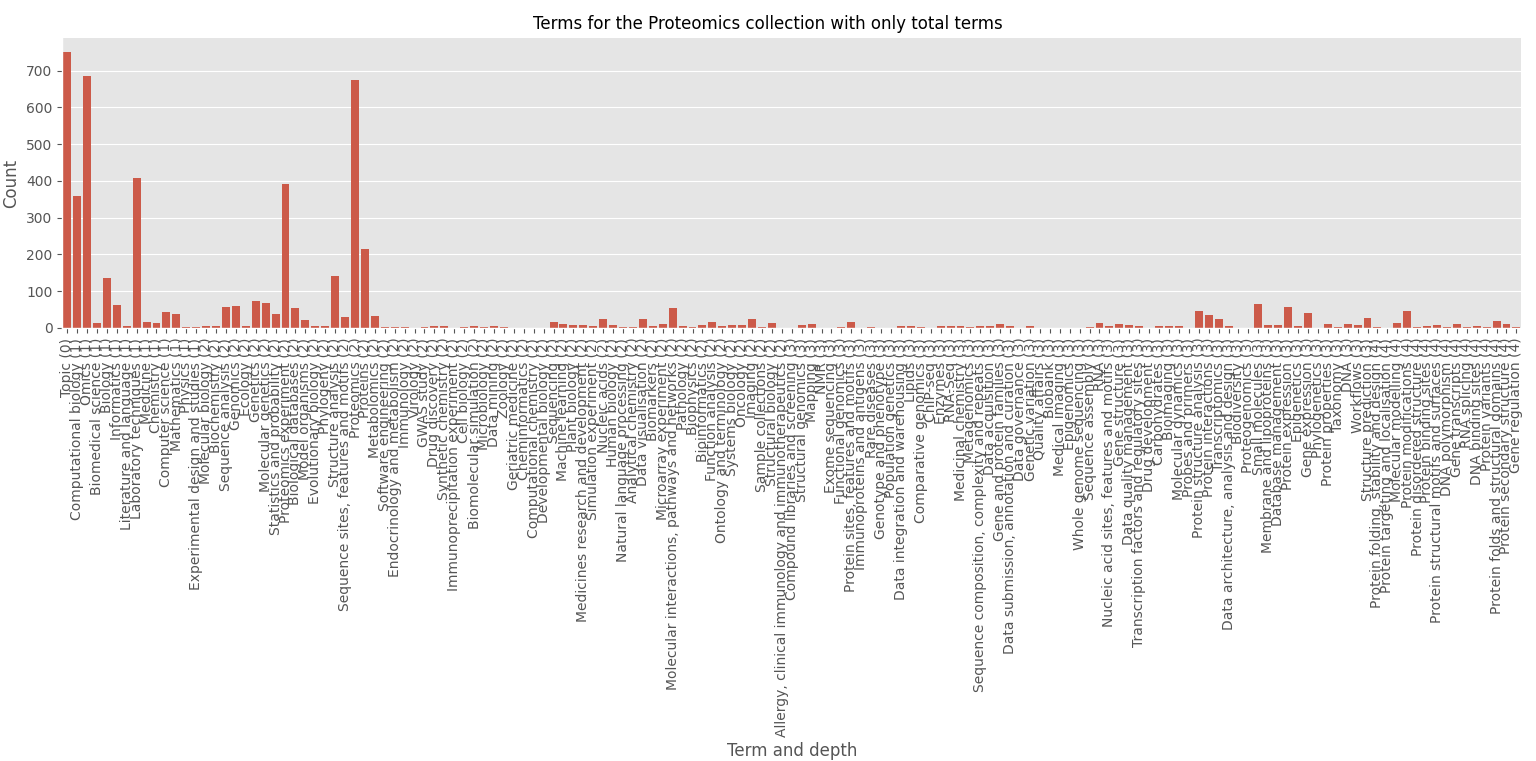 Terms for the Proteomics collection with only total terms
Count
700
600
500
400
300
200
100
0
Topic (0)
Computational biology (1)
Omics (1)
Biomedical science (1)
Biology (1)
Informatics (1)
Literature and language (1)
Laboratory techniques (1)
Medicine (1)
Chemistry (1)
Computer science (1)
Mathematics (1)
Physics (1)
Experimental design and studies (1)
Molecular biology (2)
Biochemistry (2)
Sequence analysis (2)
Genomics (2)
Ecology (2)
Genetics (2)
Molecular genetics (2)
Statistics and probability (2)
Proteomics experiment (2)
Biological databases (2)
Model organisms (2)
Evolutionary biology (2)
Phylogeny (2)
Structure analysis (2)
Sequence sites, features and motifs (2)
Proteomics (2)
Proteins (2)
Metabolomics (2)
Software engineering (2)
Endocrinology and metabolism (2)
Immunology (2)
Virology (2)
GWAS study (2)
Drug discovery (2)
Synthetic chemistry (2)
Immunoprecipitation experiment (2)
Cell biology (2)
Biomolecular simulation (2)
Microbiology (2)
Data mining (2)
Zoology (2)
Geriatric medicine (2)
Cheminformatics (2)
Computational chemistry (2)
Developmental biology (2)
Sequencing (2)
Machine learning (2)
Plant biology (2)
Medicines research and development (2)
Simulation experiment (2)
Nucleic acids (2)
Human biology (2)
Natural language processing (2)
Analytical chemistry (2)
Data visualisation (2)
Biomarkers (2)
Microarray experiment (2)
Molecular interactions, pathways and networks (2)
Pathology (2)
Biophysics (2)
Bioinformatics (2)
Function analysis (2)
Ontology and terminology (2)
Systems biology (2)
Oncology (2)
Imaging (2)
Sample collections (2)
Structural biology (2)
Allergy, clinical immunology and immunotherapeutics (2)
Compound libraries and screening (3)
Structural genomics (3)
Mapping (3)
NMR (3)
Exome sequencing (3)
Functional genomics (3)
Protein sites, features and motifs (3)
Immunoproteins and antigens (3)
Rare diseases (3)
Genotype and phenotype (3)
Population genetics (3)
Data integration and warehousing (3)
Lipids (3)
Comparative genomics (3)
ChIP-seq (3)
Enzymes (3)
RNA-Seq (3)
Medicinal chemistry (3)
Metagenomics (3)
Sequence composition, complexity and repeats (3)
Data acquisition (3)
Gene and protein families (3)
Data submission, annotation and curation (3)
Data governance (3)
Genetic variation (3)
Quality affairs (3)
Biobank (3)
Medical imaging (3)
Epigenomics (3)
Whole genome sequencing (3)
Sequence assembly (3)
RNA (3)
Nucleic acid sites, features and motifs (3)
Gene structure (3)
Data quality management (3)
Transcription factors and regulatory sites (3)
Drug development (3)
Carbohydrates (3)
Bioimaging (3)
Molecular dynamics (3)
Probes and primers (3)
Protein structure analysis (3)
Protein interactions (3)
Transcriptomics (3)
Data architecture, analysis and design (3)
Biodiversity (3)
Proteogenomics (3)
Small molecules (3)
Membrane and lipoproteins (3)
Database management (3)
Protein expression (3)
Epigenetics (3)
Gene expression (3)
Phylogenetics (3)
Protein properties (3)
Taxonomy (3)
DNA (3)
Workflows (3)
Structure prediction (3)
Protein folding, stability and design (4)
Protein targeting and localisation (4)
Molecular modelling (4)
Protein modifications (4)
Protein disordered structure (4)
Protein binding sites (4)
Protein structural motifs and surfaces (4)
DNA polymorphism (4)
Gene transcripts (4)
RNA splicing (4)
DNA binding sites (4)
Protein variants (4)
Protein folds and structural domains (4)
Protein secondary structure (4)
Gene regulation (4)
Term and depth